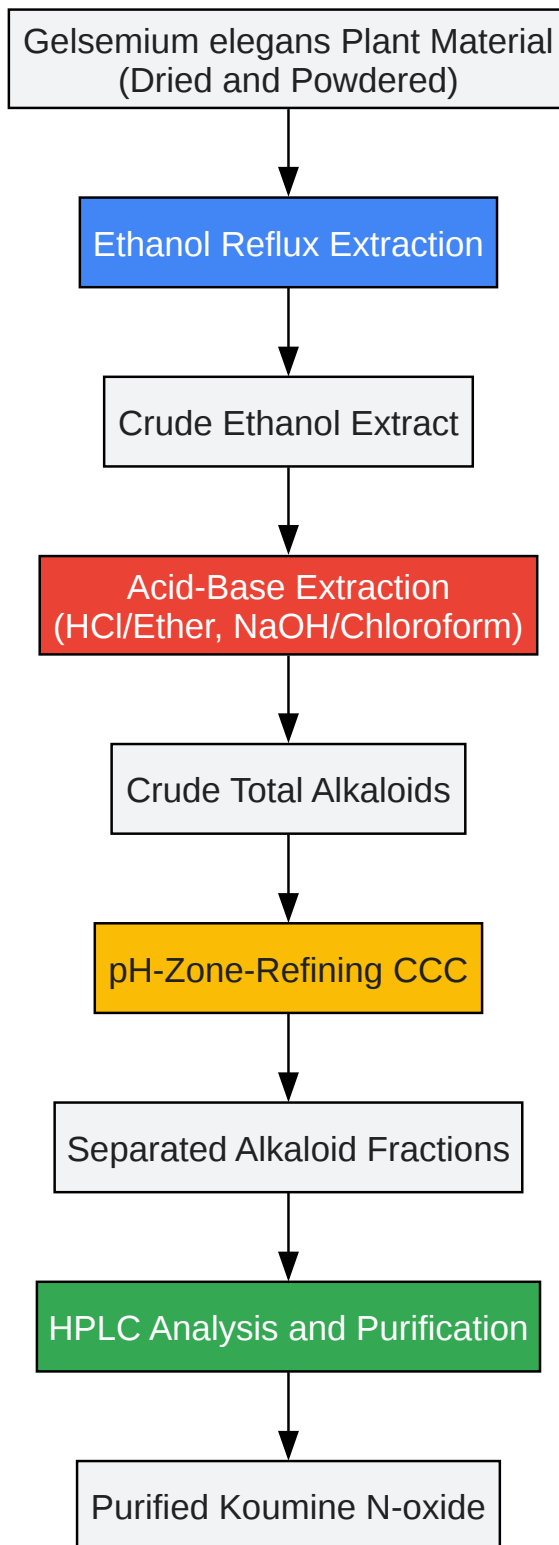 Gelsemium elegans Plant Material
(Dried and Powdered)
Ethanol Reflux Extraction
Crude Ethanol Extract
Acid-Base Extraction
(HCl/Ether, NaOH/Chloroform)
Crude Total Alkaloids
pH-Zone-Refining CCC
Separated Alkaloid Fractions
HPLC Analysis and Purification
Purified Koumine N-oxide